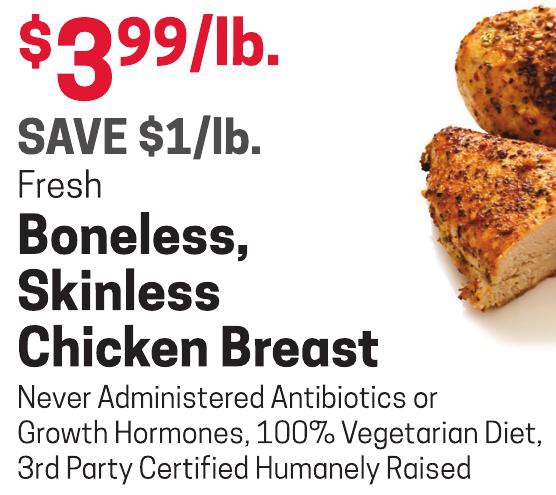 $3.99/lb.
SAVE $1/lb.
Fresh
Boneless,
Skinless
Chicken Breast
Never Administered Antibiotics or
Growth Hormones, 100% Vegetarian Diet,
3rd Party Certified Humanely Raised